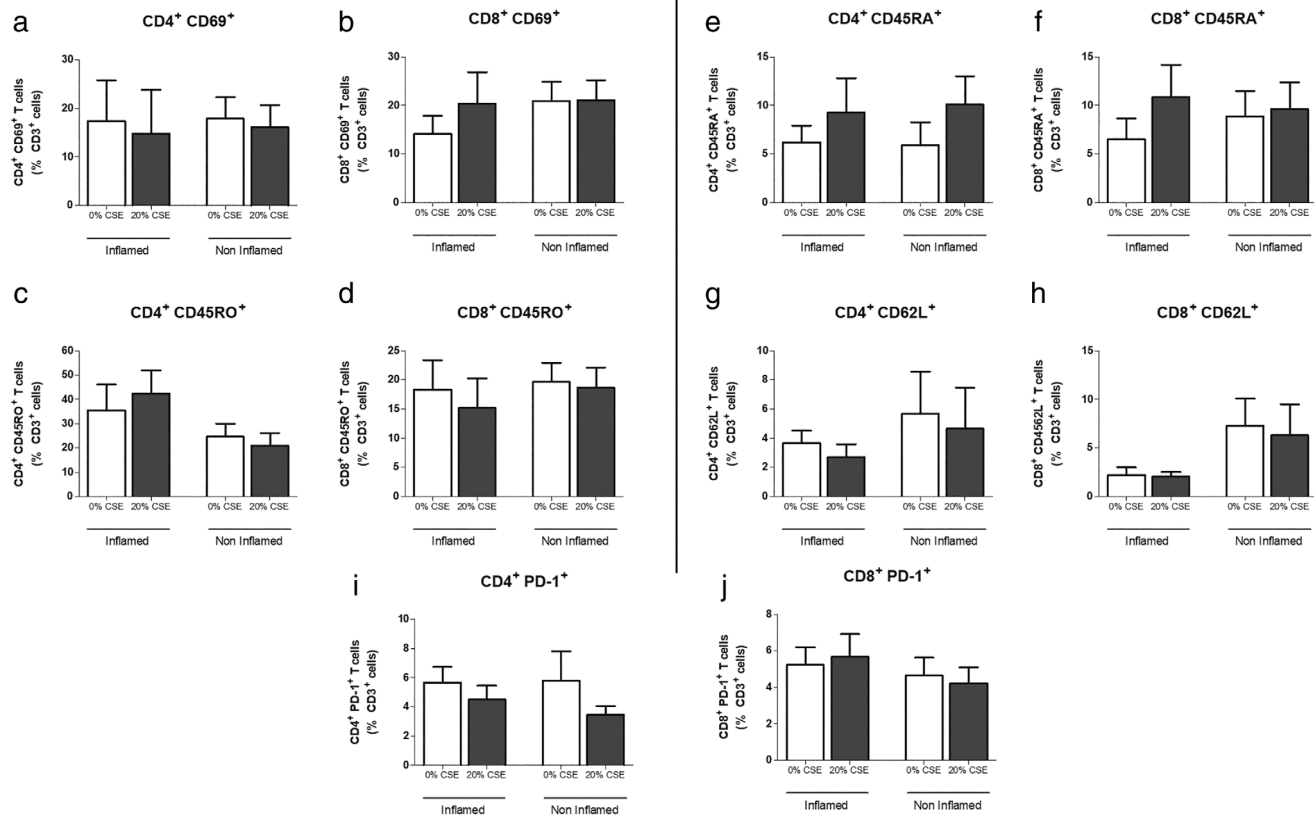 a
CD4+ CD69+
CD4+ CD69+ T cells
(% CD3+ cells)
30
20
10
0
0% CSE 20% CSE 0% CSE 20% CSE
Inflamed Non Inflamed
b
CD8+ CD69+
CD8+ CD69+ T cells
(% CD3+ cells)
30
20
10
0
0% CSE 20% CSE 0% CSE 20% CSE
Inflamed Non Inflamed
e
CD4+ CD45RA+
CD4+ CD45RA+ T cells
(% CD3+ cells)
15
10
5
0
0% CSE 20% CSE 0% CSE 20% CSE
Inflamed Non Inflamed
f
CD8+ CD45RA+
CD8+ CD45RA+ T cells
(% CD3+ cells)
15
10
5
0
0% CSE 20% CSE 0% CSE 20% CSE
Inflamed Non Inflamed
c
CD4+ CD45RO+
CD4+ CD45RO+ T cells
(% CD3+ cells)
60
50
40
30
20
10
0
0% CSE 20% CSE 0% CSE 20% CSE
Inflamed Non Inflamed
d
CD8+ CD45RO+
CD8+ CD45RO+ T cells
(% CD3+ cells)
25
20
15
10
5
0
0% CSE 20% CSE 0% CSE 20% CSE
Inflamed Non Inflamed
g
CD4+ CD62L+
CD4+ CD62L+ T cells
(% CD3+ cells)
10
8
6
4
2
0
0% CSE 20% CSE 0% CSE 20% CSE
Inflamed Non Inflamed
h
CD8+ CD62L+
CD8+ CD4562L+ T cells
(% CD3+ cells)
15
10
5
0
0% CSE 20% CSE 0% CSE 20% CSE
Inflamed Non Inflamed
i
CD4+ PD-1+
CD4+ PD-1+ T cells
(% CD3+ cells)
10
8
6
4
2
0
0% CSE 20% CSE 0% CSE 20% CSE
Inflamed Non Inflamed
j
CD8+ PD-1+
CD8+ PD-1+ T cells
(% CD3+ cells)
8
6
4
2
0
0% CSE 20% CSE 0% CSE 20% CSE
Inflamed Non Inflamed